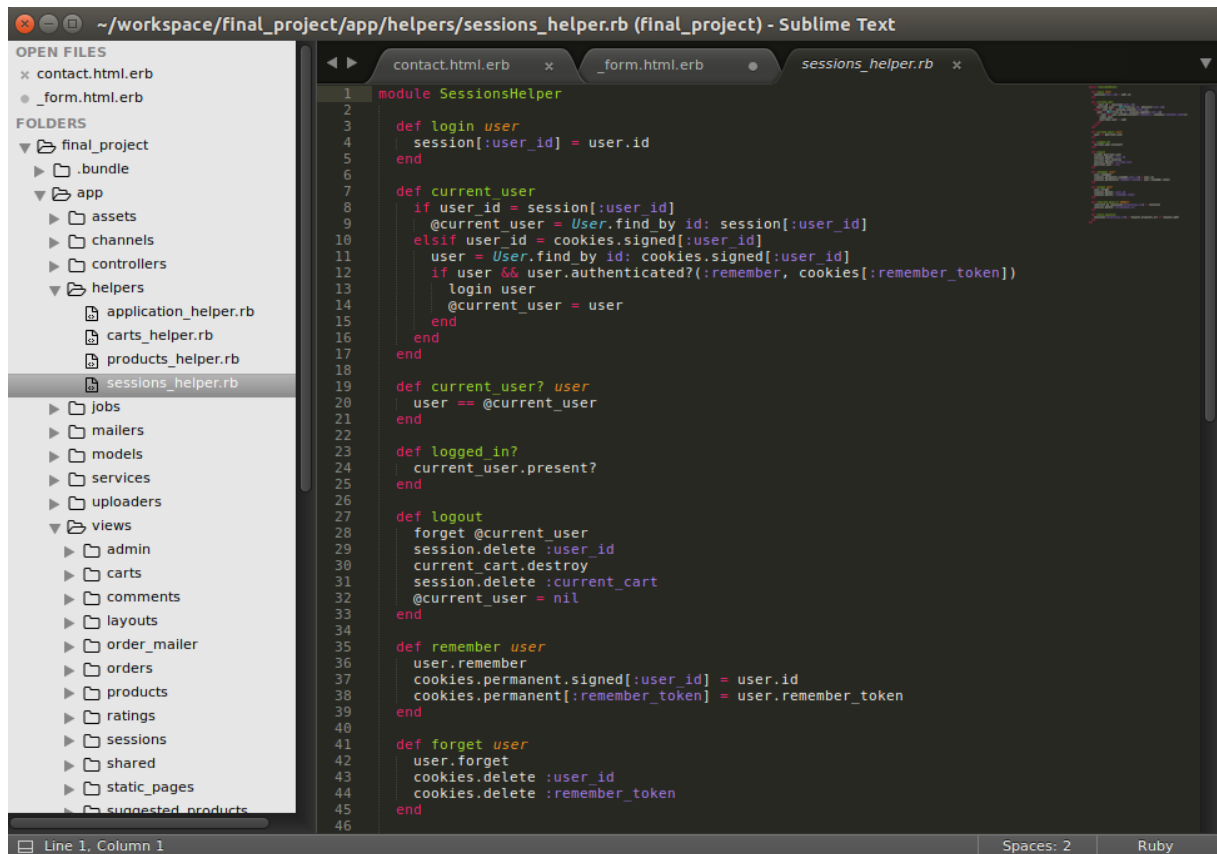 ~/workspace/final_project/app/helpers/sessions_helper.rb (final_project) - Sublime Text
OPEN FILES
contact.html.erb
_form.html.erb
FOLDERS
final_project
.bundle
app
assets
channels
controllers
helpers
application_helper.rb
carts_helper.rb
products_helper.rb
sessions_helper.rb
jobs
mailers
models
services
uploaders
views
admin
carts
comments
layouts
order_mailer
orders
products
ratings
sessions
shared
static_pages
suggested_products
contact.html.erb
_form.html.erb
sessions_helper.rb
1 module SessionsHelper
2
3 def login user
4 session[:user_id] = user.id
5 end
6
7 def current_user
8 if user_id = session[:user_id]
9 @current_user = User.find_by id: session[:user_id]
10 elsif user_id = cookies.signed[:user_id]
11 user = User.find_by id: cookies.signed[:user_id]
12 if user && user.authenticated?(:remember, cookies[:remember_token])
13 login user
14 @current_user = user
15 end
16 end
17 end
18
19 def current_user? user
20 user == @current_user
21 end
22
23 def logged_in?
24 current_user.present?
25 end
26
27 def logout
28 forget @current_user
29 session.delete :user_id
30 current_cart.destroy
31 session.delete :current_cart
32 @current_user = nil
33 end
34
35 def remember user
36 user.remember
37 cookies.permanent.signed[:user_id] = user.id
38 cookies.permanent[:remember_token] = user.remember_token
39 end
40
41 def forget user
42 user.forget
43 cookies.delete :user_id
44 cookies.delete :remember_token
45 end
46
Line 1, Column 1
Spaces: 2
Ruby